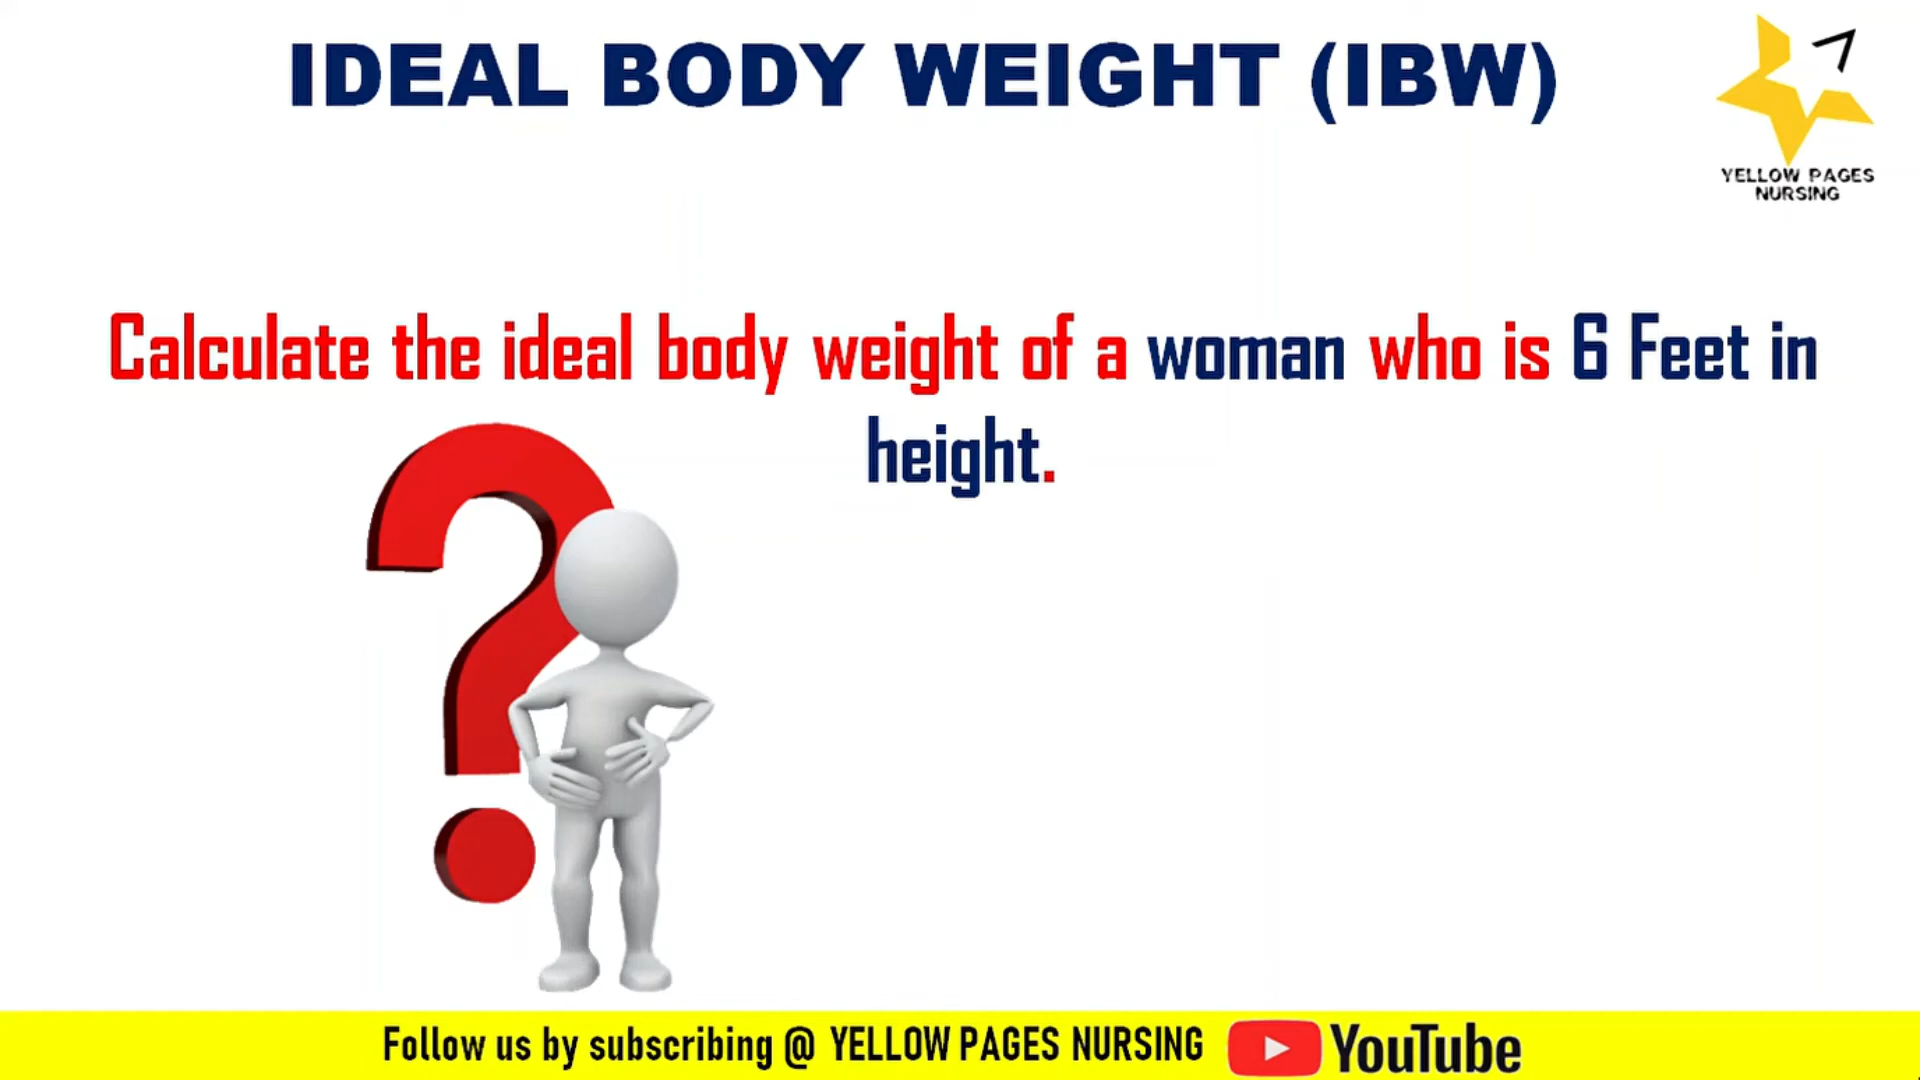 IDEAL BODY WEIGHT (IBW)
YELLOW PAGES
NURSING
Calculate the ideal body weight of a woman who is 6 Feet in
height.
Follow us by subscribing @ YELLOW PAGES NURSING YouTube